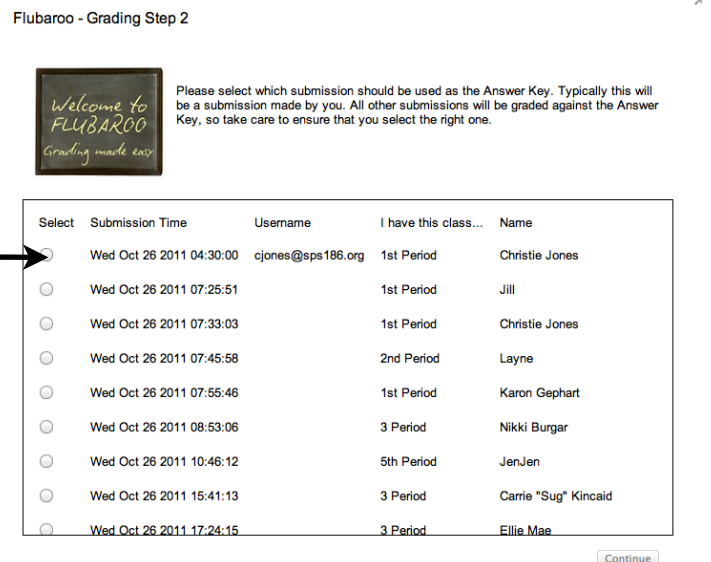 Flubaroo - Grading Step 2
Welcome to
FLUBAROO
Grading made easy
Please select which submission should be used as the Answer Key. Typically this will
be a submission made by you. All other submissions will be graded against the Answer
Key, so take care to ensure that you select the right one.
Select Submission Time Username I have this class... Name
Wed Oct 26 2011 04:30:00 cjones@sps186.org 1st Period Christie Jones
Wed Oct 26 2011 07:25:51 1st Period Jill
Wed Oct 26 2011 07:33:03 1st Period Christie Jones
Wed Oct 26 2011 07:45:58 2nd Period Layne
Wed Oct 26 2011 07:55:46 1st Period Karon Gephart
Wed Oct 26 2011 08:53:06 3 Period Nikki Burgar
Wed Oct 26 2011 10:46:12 5th Period JenJen
Wed Oct 26 2011 15:41:13 3 Period Carrie "Sug" Kincaid
Wed Oct 26 2011 17:24:15 3 Period Ellie Mae
Continue